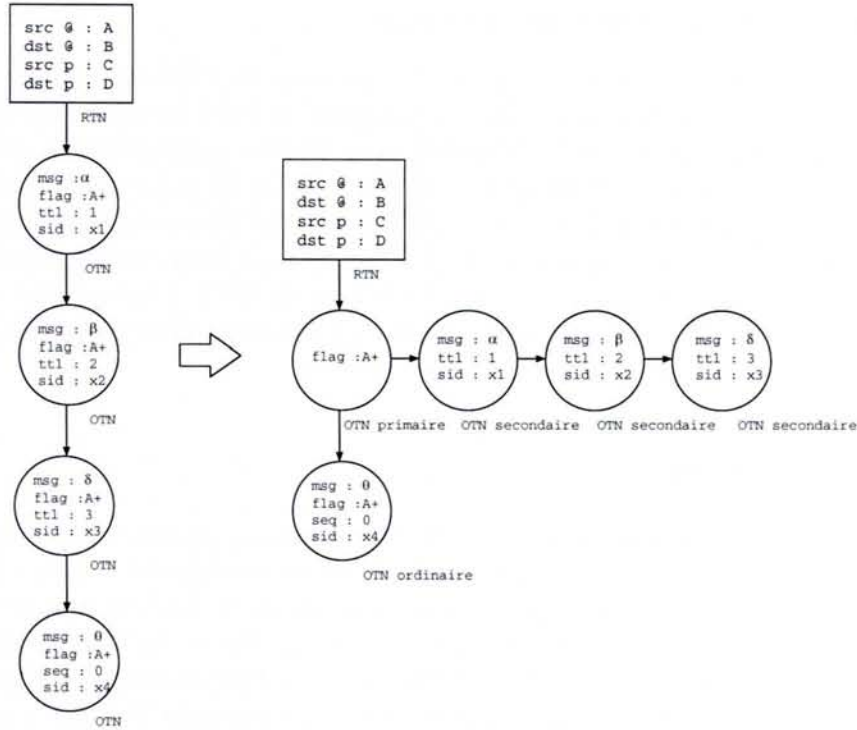 src @ : A
dst @ : B
src p : C
dst p : D
RTN
msg :α
flag :A+
ttl : 1
sid : x1
OTN
msg : β
flag :A+
ttl : 2
sid : x2
OTN
msg : δ
flag :A+
ttl : 3
sid : x3
OTN
msg : θ
flag :A+
seq : 0
sid : x4
OTN
src @ : A
dst @ : B
src p : C
dst p : D
RTN
flag :A+
OTN primaire
msg : α
ttl : 1
sid : x1
OTN secondaire
msg : β
ttl : 2
sid : x2
OTN secondaire
msg : δ
ttl : 3
sid : x3
OTN secondaire
msg : θ
flag :A+
seq : 0
sid : x4
OTN ordinaire